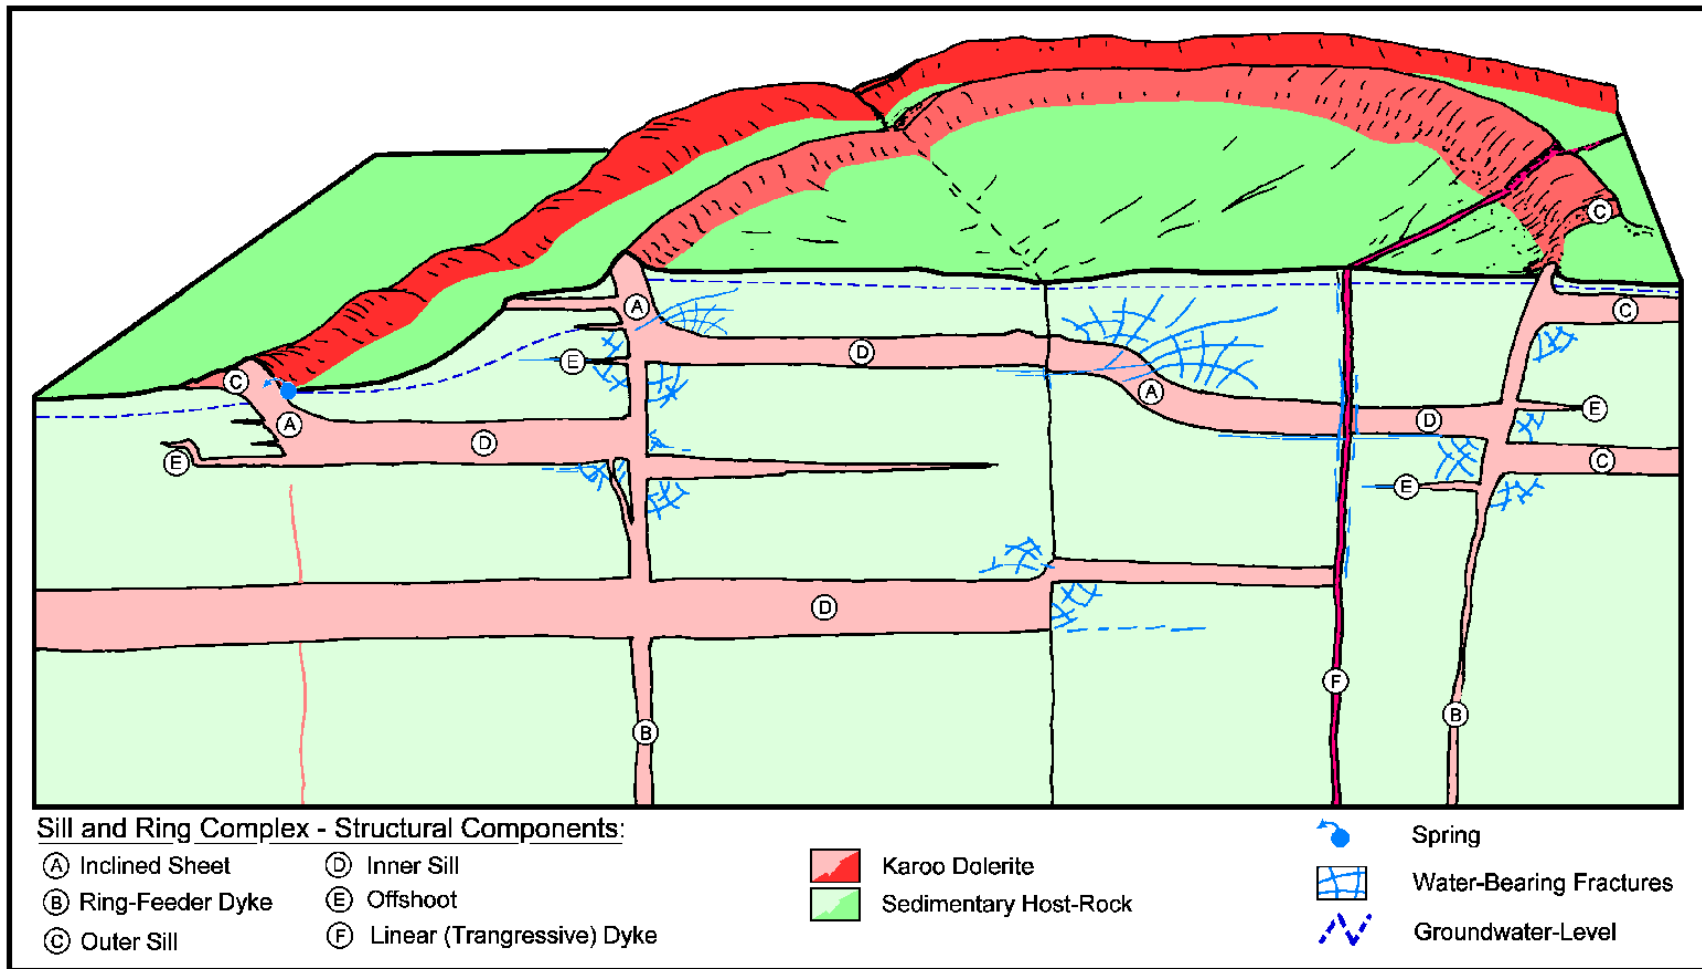 C
A
C
A
D
C
E
A
C
E
D
A
D
E
C
E
D
F
B
B
Sill and Ring Complex - Structural Components:
A Inclined Sheet
B Ring-Feeder Dyke
C Outer Sill
D Inner Sill
E Offshoot
F Linear (Trangressive) Dyke
Karoo Dolerite
Sedimentary Host-Rock
Spring
Water-Bearing Fractures
Groundwater-Level